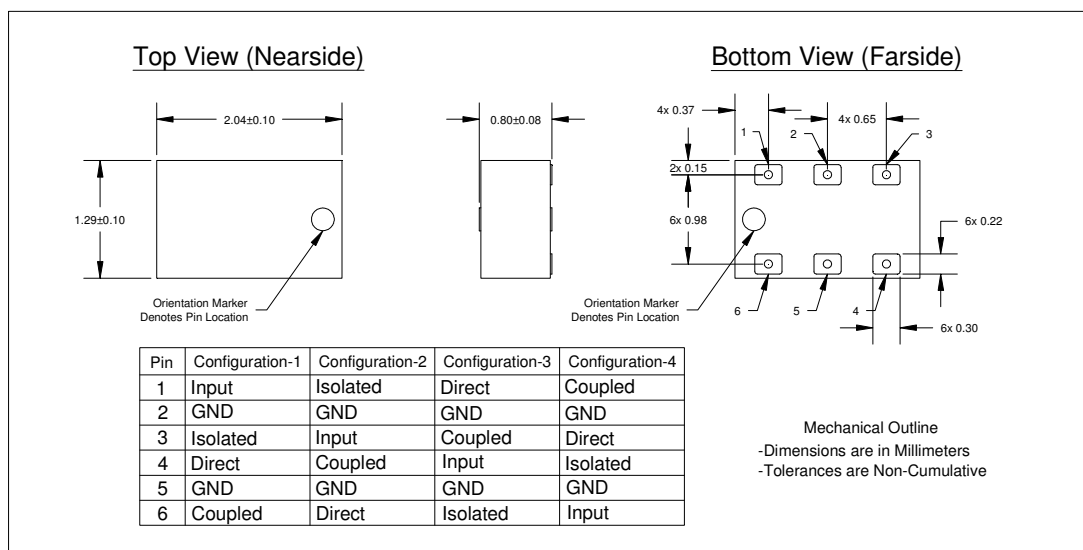 Top View (Nearside)
Bottom View (Farside)
2.04±0.10
0.80±0.08
4x 0.37
4x 0.65
1
2
3
2x 0.15
1.29±0.10
6x 0.98
6x 0.22
Orientation Marker
Denotes Pin Location
Orientation Marker
Denotes Pin Location
6
5
4
6x 0.30
Pin Configuration-1 Configuration-2 Configuration-3 Configuration-4
1 Input Isolated Direct Coupled
2 GND GND GND GND
3 Isolated Input Coupled Direct
4 Direct Coupled Input Isolated
5 GND GND GND GND
6 Coupled Direct Isolated Input
Mechanical Outline
-Dimensions are in Millimeters
-Tolerances are Non-Cumulative